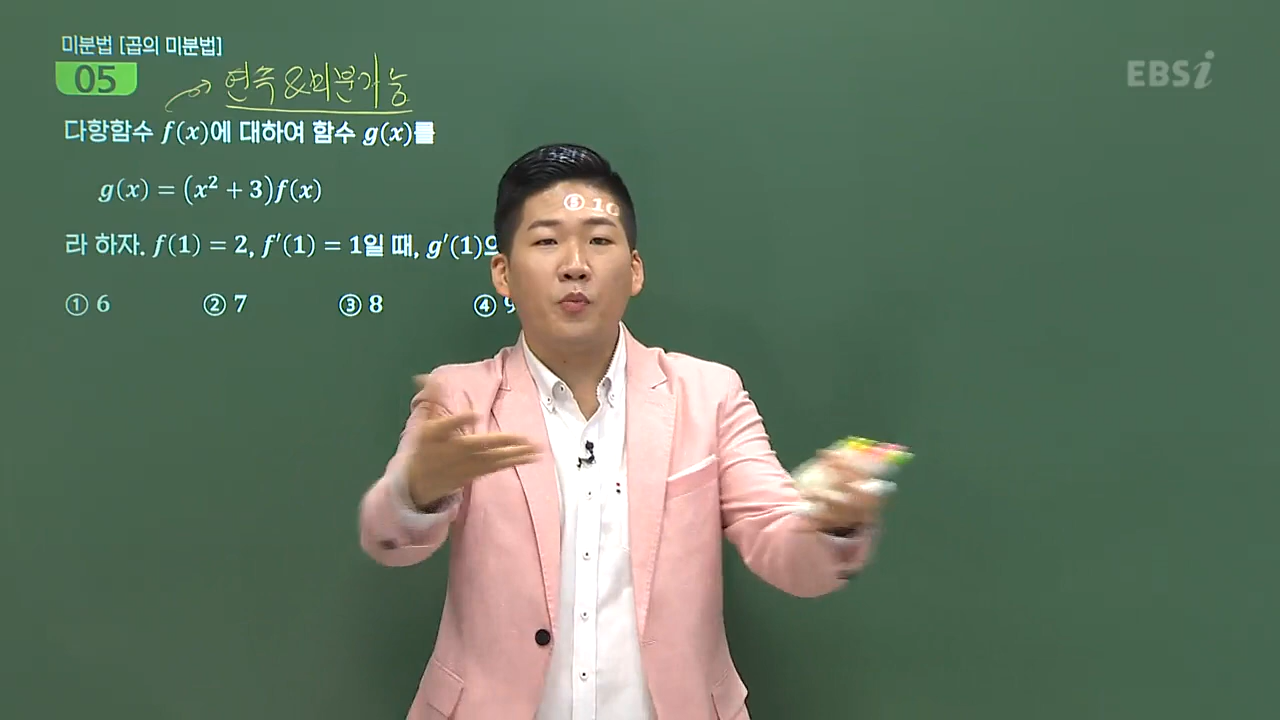 미분법 [곱의 미분법]
EBSi
05
연속&미분가능
다항함수 f(x)에 대하여 함수 g(x)를
g(x) = (x² + 3)f(x)
라 하자. f(1) = 2, f′(1) = 1일 때, g′(1)으
① 6 ② 7 ③ 8 ④ 9 ⑤ 10